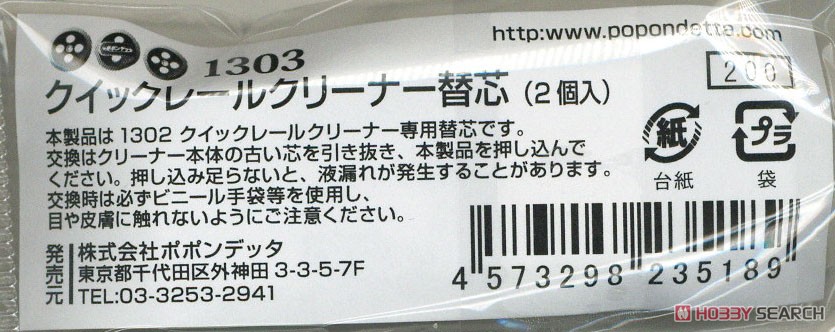 http:www.popondetta.com
1303
クイックレールクリーナー替芯（2個入）
200
本製品は1302 クイックレールクリーナー専用替芯です。
交換はクリーナー本体の古い芯を引き抜き、本製品を押し込んで
ください。押し込み足らないと、液漏れが発生することがあります。
交換時は必ずビニール手袋等を使用し、
目や皮膚に触れないようにご注意ください。
紙
台紙
プラ
袋
発売元
株式会社ポポンデッタ
東京都千代田区外神田3-3-5-7F
TEL:03-3253-2941
4 573298 235189
HOBBY SEARCH